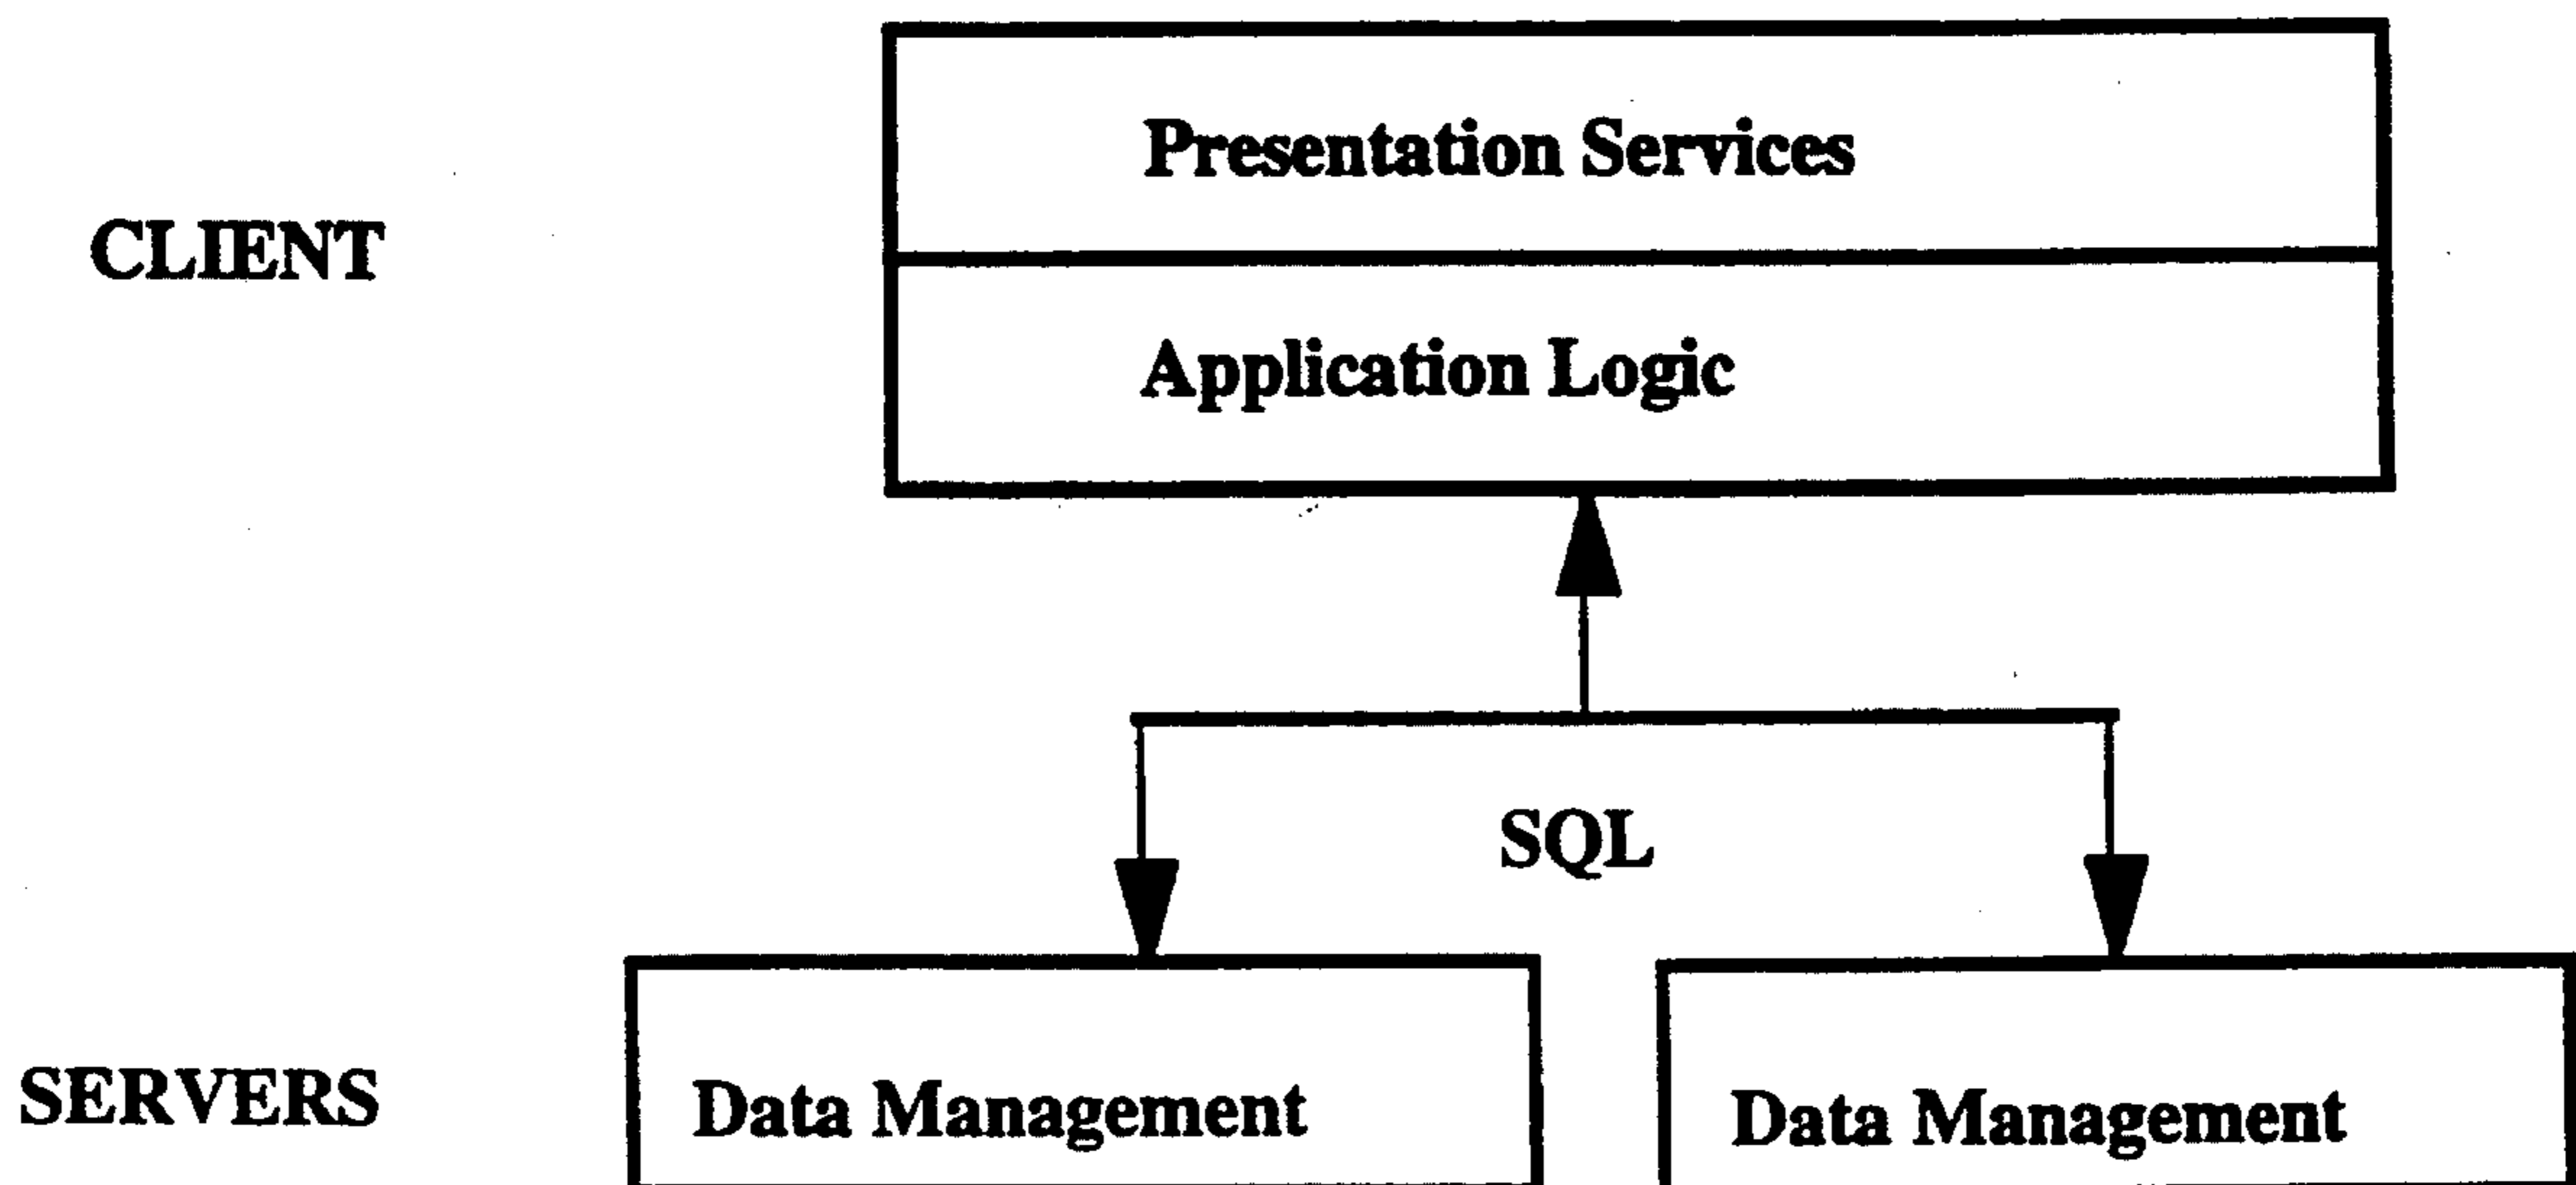 Presentation Services
CLIENT
Application Logic
SQL
SERVERS
Data Management
Data Management